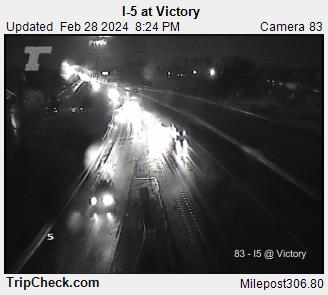 I-5 at Victory
Updated Feb 28 2024 8:24 PM Camera 83
T
S
83 - I5 @ Victory
TripCheck.com Milepost306.80